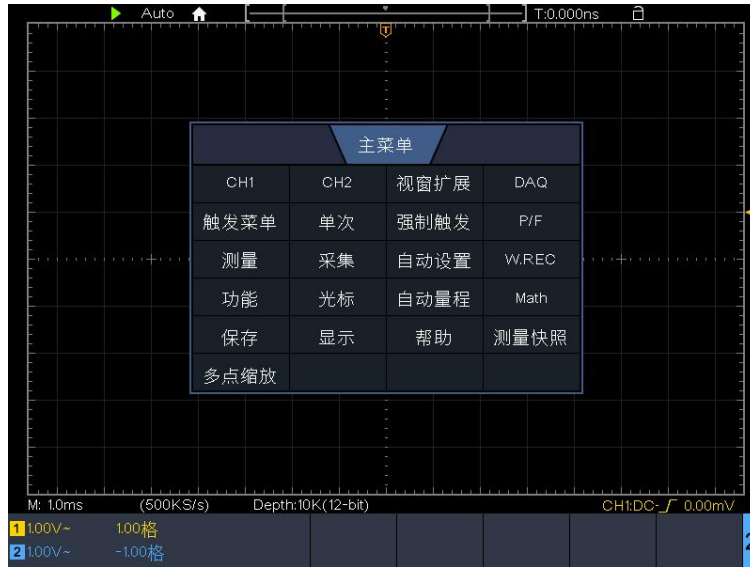 Auto T:0.000ns
T
主菜单
CH1 CH2 视窗扩展 DAQ
触发菜单 单次 强制触发 P/F
测量 采集 自动设置 W.REC
功能 光标 自动量程 Math
保存 显示 帮助 测量快照
多点缩放
M: 1.0ms (500KS/s) Depth:10K(12-bit) CH1:DC- 0.00mV
1 1.00V~ 1.00格
2 1.00V~ -1.00格
2